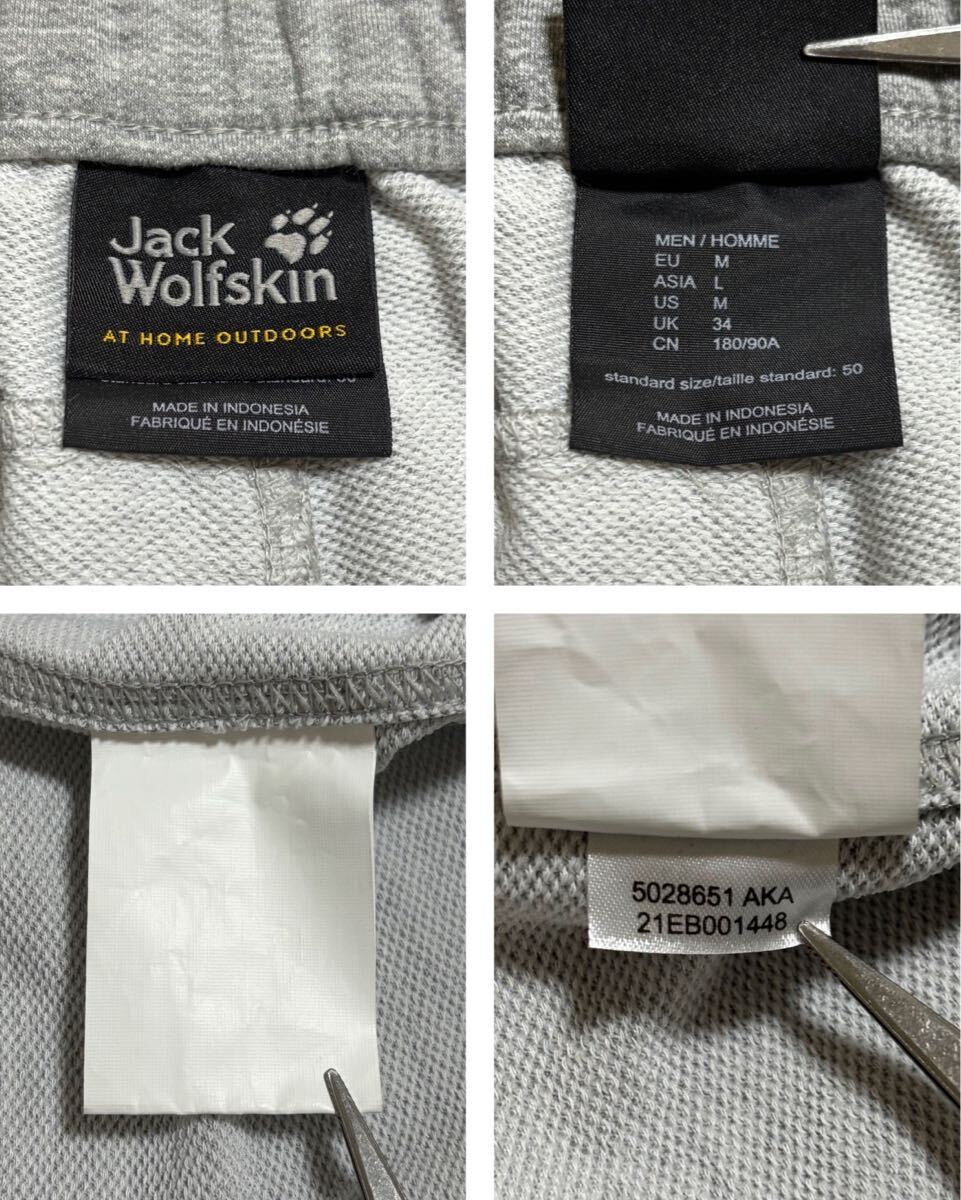 Jack
Wolfskin
AT HOME OUTDOORS
MADE IN INDONESIA
FABRIQUÉ EN INDONÉSIE
MEN / HOMME
EU M
ASIA L
US M
UK 34
CN 180/90A
standard size/taille standard: 50
MADE IN INDONESIA
FABRIQUÉ EN INDONÉSIE
5028651 AKA
21EB001448